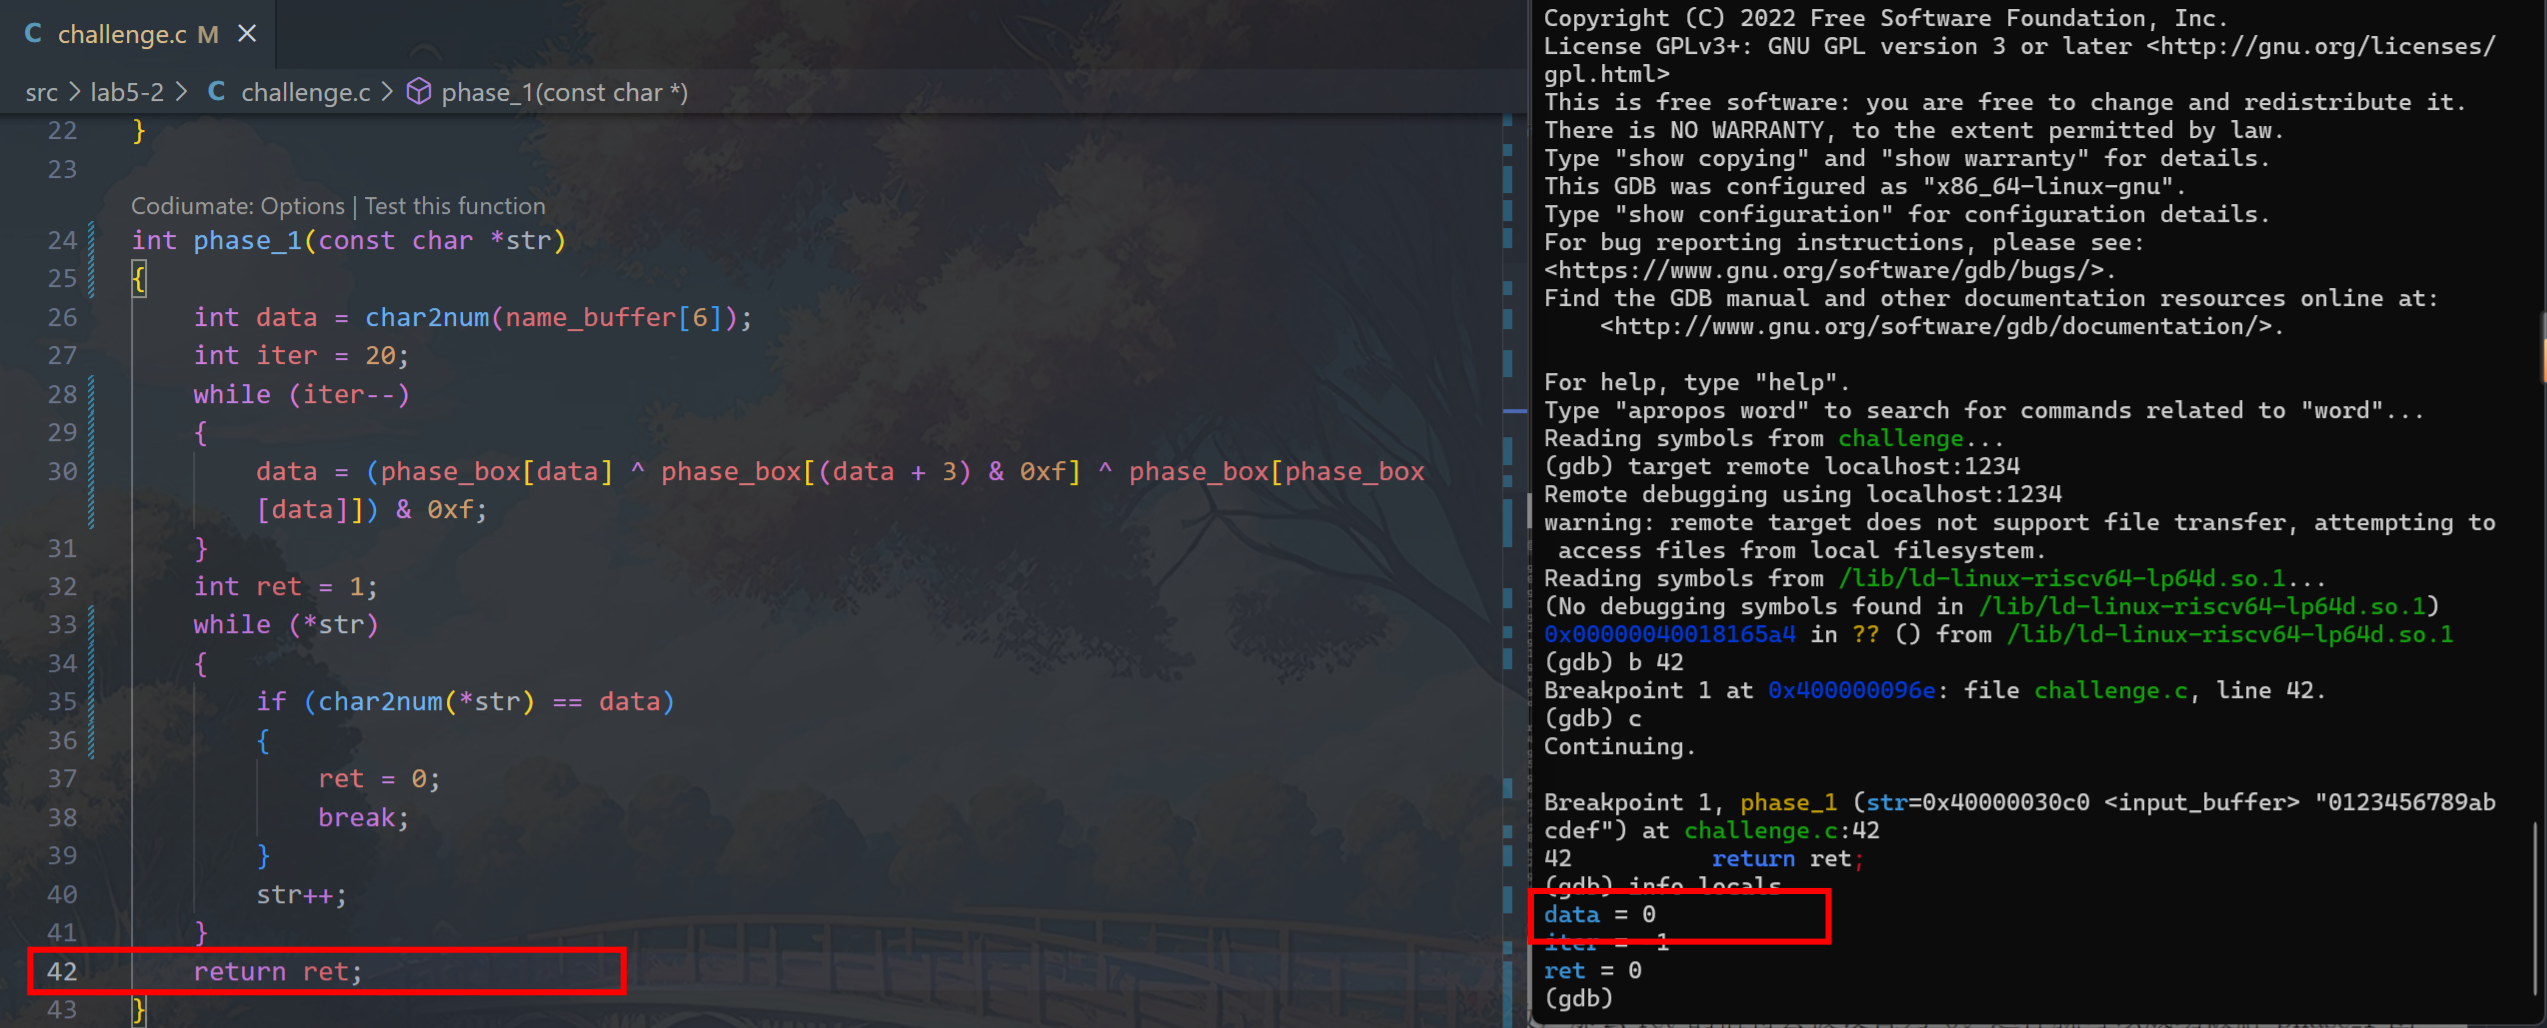 challenge.c M
src > lab5-2 > C challenge.c > phase_1(const char *)
22 }
23
Codiumate: Options | Test this function
24 int phase_1(const char *str)
25 {
26 int data = char2num(name_buffer[6]);
27 int iter = 20;
28 while (iter--)
29 {
30 data = (phase_box[data] ^ phase_box[(data + 3) & 0xf] ^ phase_box[phase_box
[data]]) & 0xf;
31 }
32 int ret = 1;
33 while (*str)
34 {
35 if (char2num(*str) == data)
36 {
37 ret = 0;
38 break;
39 }
40 str++;
41 }
42 return ret;
43 }
Copyright (C) 2022 Free Software Foundation, Inc.
License GPLv3+: GNU GPL version 3 or later <http://gnu.org/licenses/
gpl.html>
This is free software: you are free to change and redistribute it.
There is NO WARRANTY, to the extent permitted by law.
Type "show copying" and "show warranty" for details.
This GDB was configured as "x86_64-linux-gnu".
Type "show configuration" for configuration details.
For bug reporting instructions, please see:
<https://www.gnu.org/software/gdb/bugs/>.
Find the GDB manual and other documentation resources online at:
<http://www.gnu.org/software/gdb/documentation/>.
For help, type "help".
Type "apropos word" to search for commands related to "word"...
Reading symbols from challenge...
(gdb) target remote localhost:1234
Remote debugging using localhost:1234
warning: remote target does not support file transfer, attempting to
access files from local filesystem.
Reading symbols from /lib/ld-linux-riscv64-lp64d.so.1...
(No debugging symbols found in /lib/ld-linux-riscv64-lp64d.so.1)
0x00000040018165a4 in ?? () from /lib/ld-linux-riscv64-lp64d.so.1
(gdb) b 42
Breakpoint 1 at 0x400000096e: file challenge.c, line 42.
(gdb) c
Continuing.
Breakpoint 1, phase_1 (str=0x40000030c0 <input_buffer> "0123456789ab
cdef") at challenge.c:42
42 return ret;
(gdb) info locals
data = 0
iter = -1
ret = 0
(gdb)